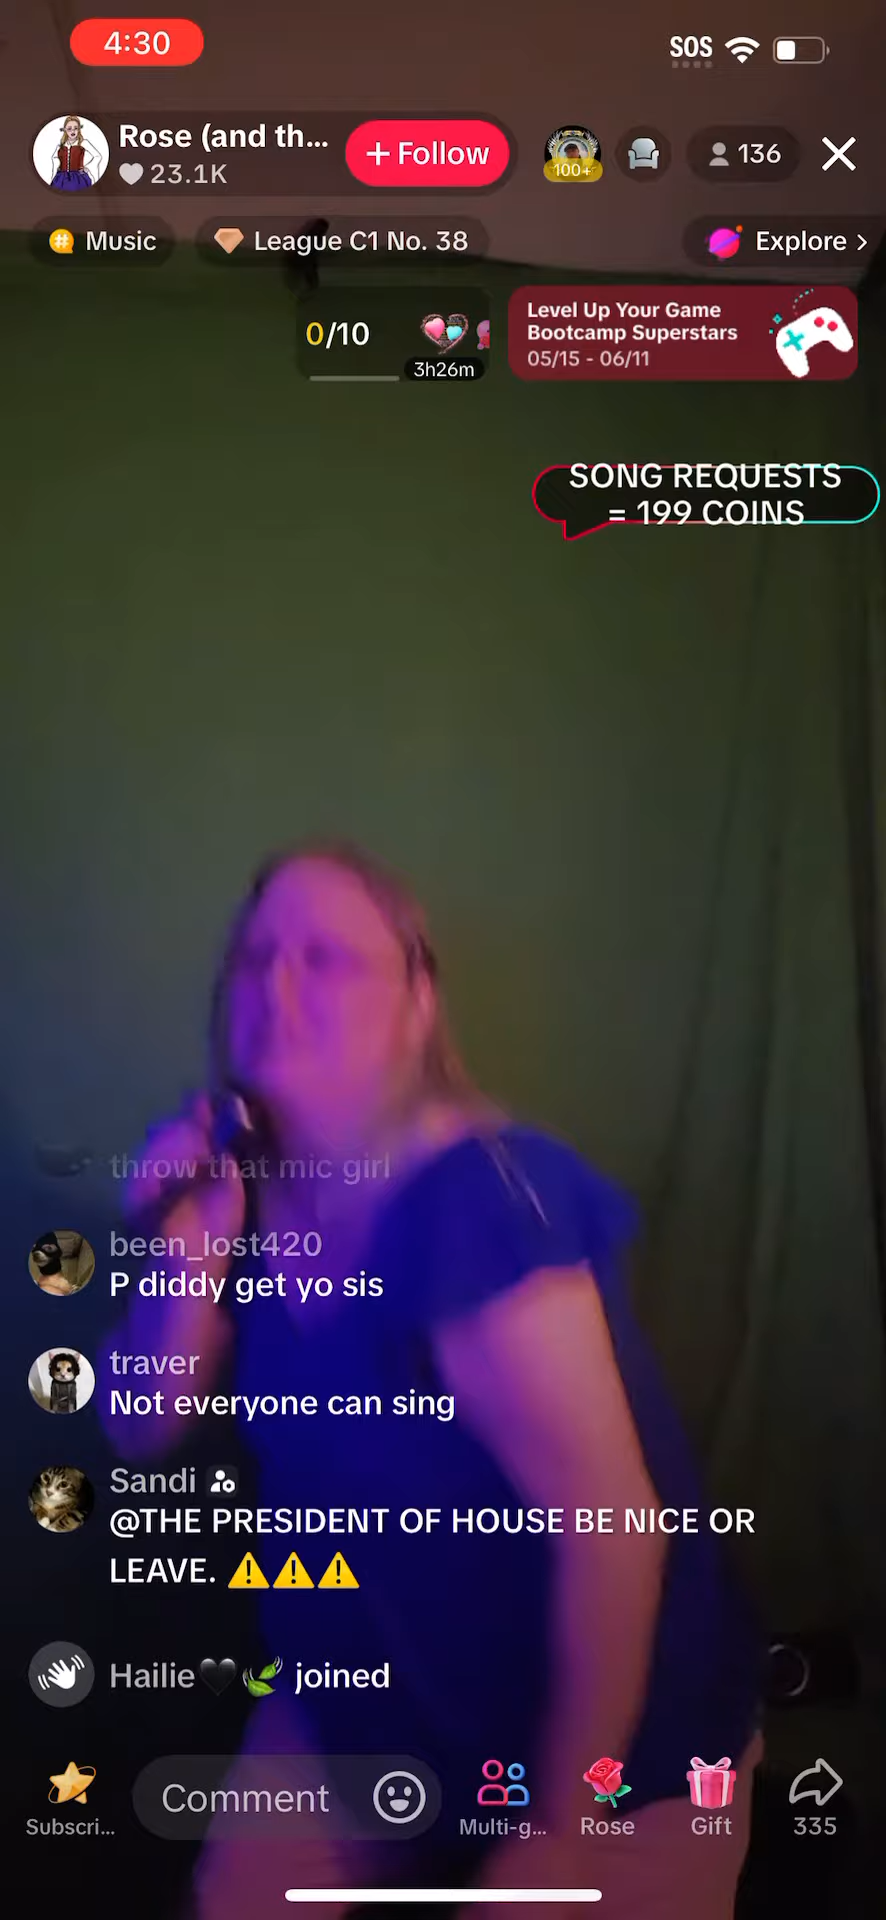 4:30
SOS
Rose (and th...
23.1K
+ Follow
100+
136
Music
League C1 No. 38
Explore >
0/10
3h26m
Level Up Your Game
Bootcamp Superstars
05/15 - 06/11
SONG REQUESTS
= 199 COINS
throw that mic girl
been_lost420
P diddy get yo sis
traver
Not everyone can sing
Sandi
@THE PRESIDENT OF HOUSE BE NICE OR
LEAVE. ⚠️⚠️⚠️
Hailie🖤🌿 joined
Subscri...
Comment
Multi-g...
Rose
Gift
335